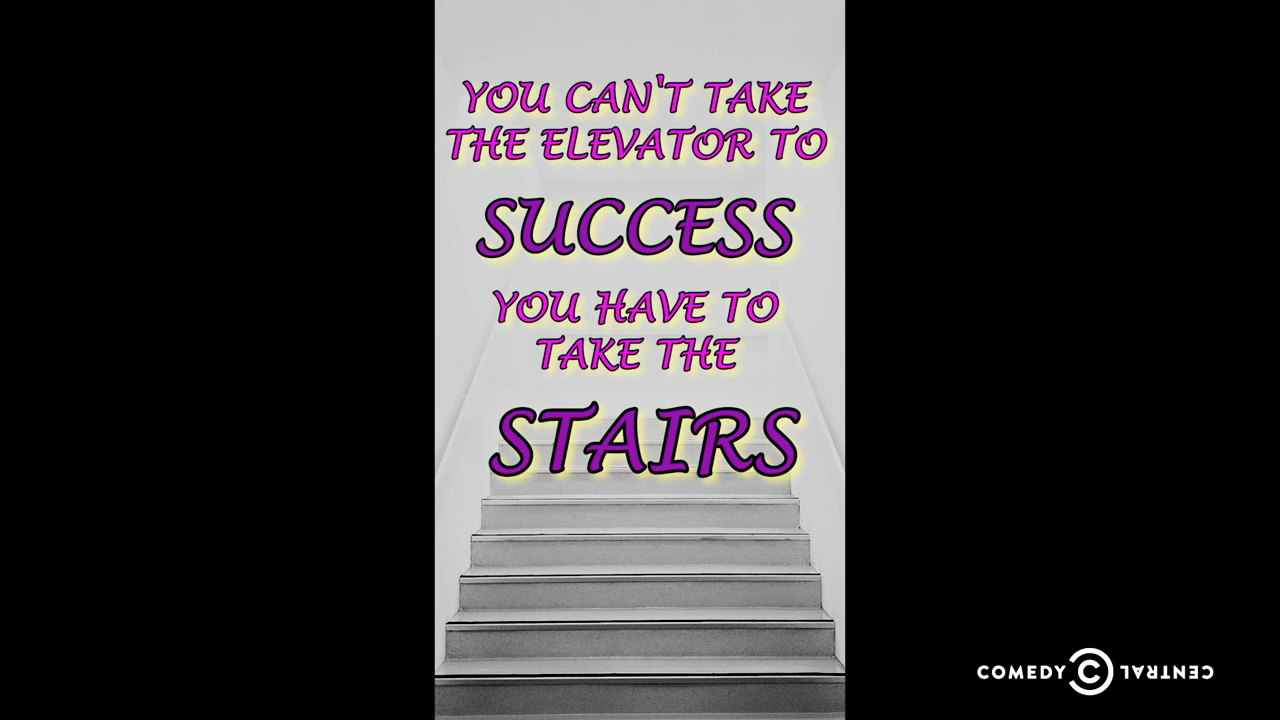 YOU CAN'T TAKE
THE ELEVATOR TO
SUCCESS
YOU HAVE TO
TAKE THE
STAIRS
COMEDY C CENTRAL